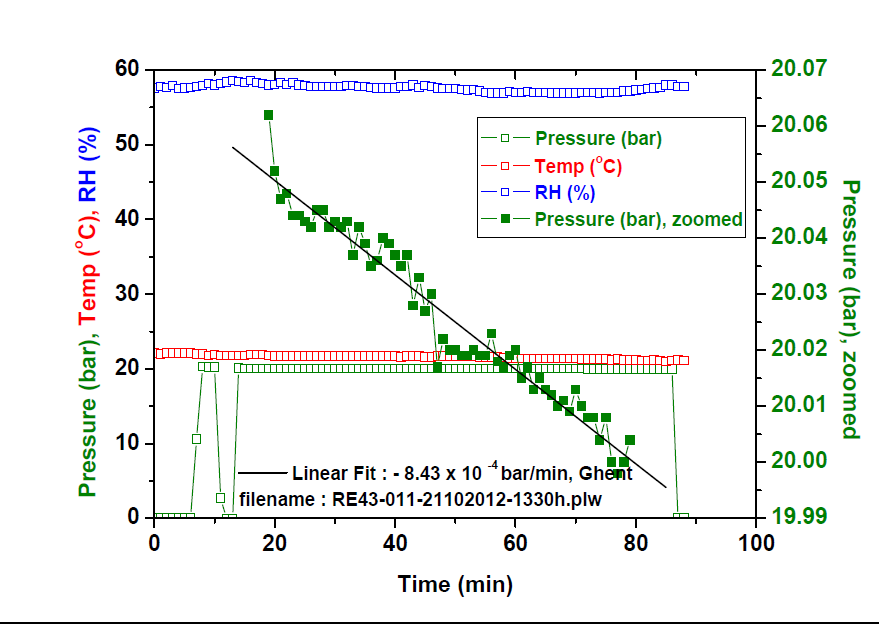 60
50
40
30
20
10
0
Pressure (bar), Temp (°C), RH (%)
20.07
20.06
20.05
20.04
20.03
20.02
20.01
20.00
19.99
Pressure (bar), zoomed
Pressure (bar)
Temp (°C)
RH (%)
Pressure (bar), zoomed
Linear Fit : - 8.43 x 10 -4 bar/min, Ghent
filename : RE43-011-21102012-1330h.plw
0 20 40 60 80 100
Time (min)